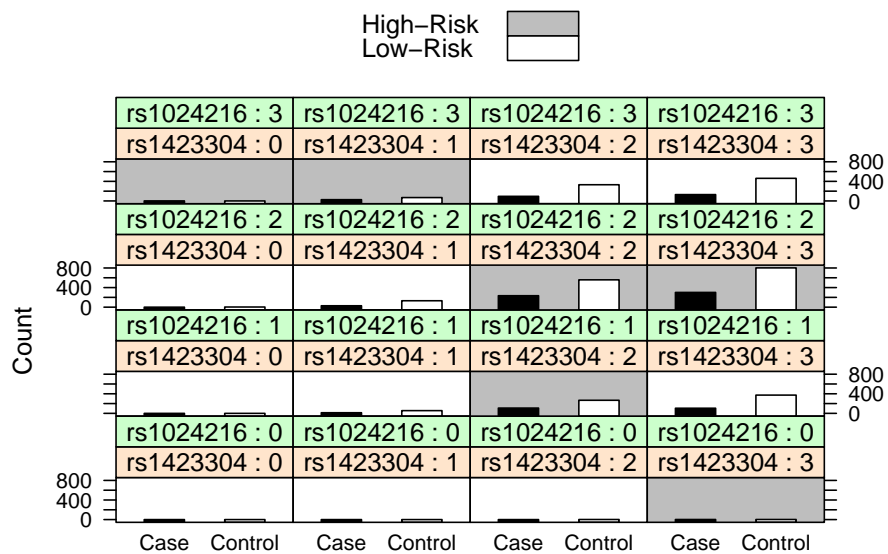 High−Risk
Low−Risk
rs1024216 : 3 rs1024216 : 3 rs1024216 : 3 rs1024216 : 3
rs1423304 : 0 rs1423304 : 1 rs1423304 : 2 rs1423304 : 3
800
400
0
rs1024216 : 2 rs1024216 : 2 rs1024216 : 2 rs1024216 : 2
rs1423304 : 0 rs1423304 : 1 rs1423304 : 2 rs1423304 : 3
800
400
0
Count
rs1024216 : 1 rs1024216 : 1 rs1024216 : 1 rs1024216 : 1
rs1423304 : 0 rs1423304 : 1 rs1423304 : 2 rs1423304 : 3
800
400
0
rs1024216 : 0 rs1024216 : 0 rs1024216 : 0 rs1024216 : 0
rs1423304 : 0 rs1423304 : 1 rs1423304 : 2 rs1423304 : 3
800
400
0
Case Control Case Control Case Control Case Control